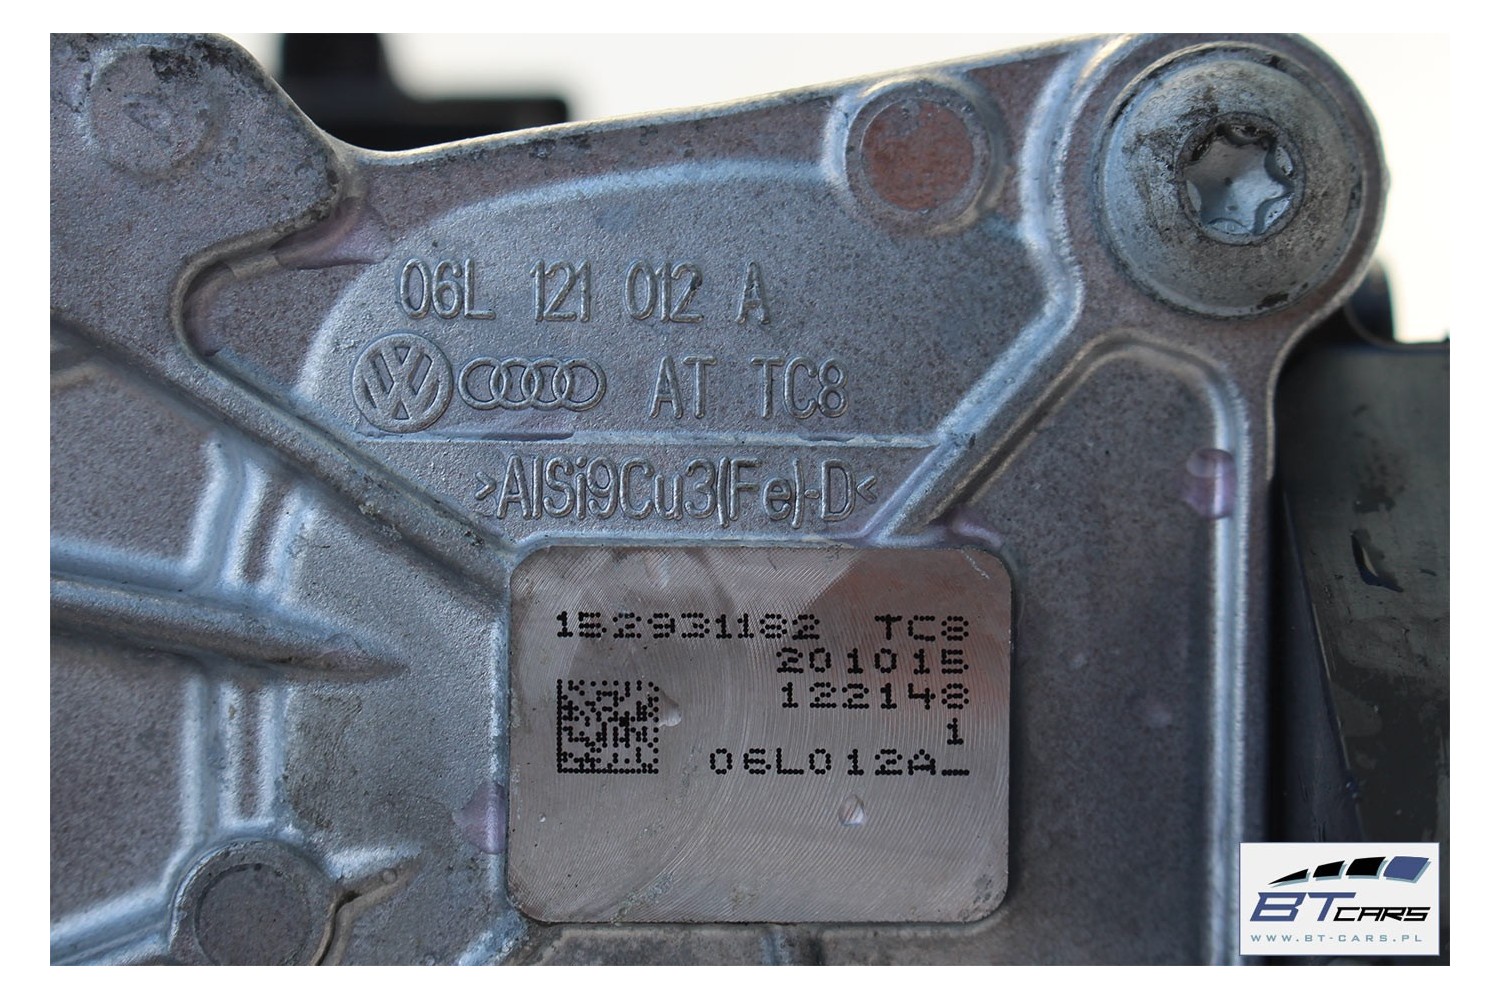 06L 121 012 A
AT TC8
>AlSi9Cu3(Fe)-D<
152931182 TC8
201015
122148
1
06L012A_
BT CARS
WWW.BT-CARS.PL